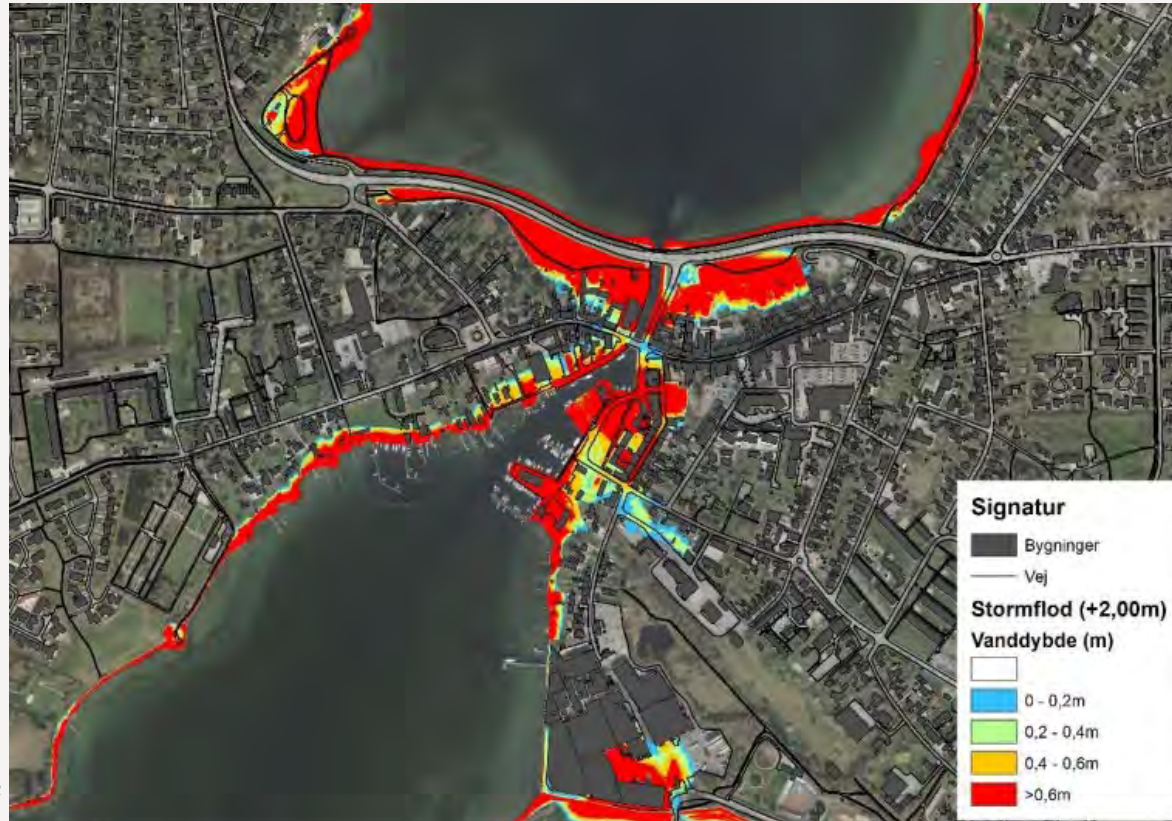 Signatur
Bygninger
Vej
Stormflod (+2,00m)
Vanddybde (m)
0 - 0,2m
0,2 - 0,4m
0,4 - 0,6m
>0,6m